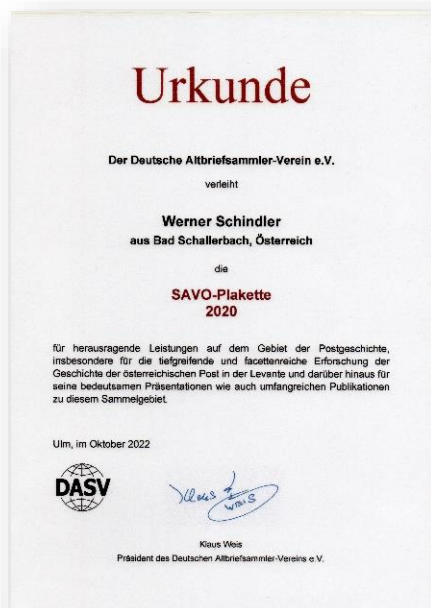 Urkunde
Der Deutsche Altbriefsammler-Verein e.V.
verleiht
Werner Schindler
aus Bad Schallerbach, Österreich
die
SAVO-Plakette
2020
für herausragende Leistungen auf dem Gebiet der Postgeschichte,
insbesondere für die tiefgreifende und facettenreiche Erforschung der
Geschichte der österreichischen Post in der Levante und darüber hinaus für
seine bedeutsamen Präsentationen wie auch umfangreichen Publikationen
zu diesem Sammelgebiet.
Ulm, im Oktober 2022
DASV
Klaus
WEIS
Klaus Weis
Präsident des Deutschen Altbriefsammler-Vereins e.V.